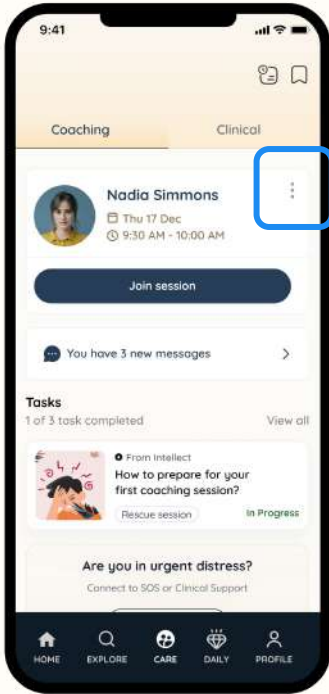 9:41
Coaching
Clinical
Nadia Simmons
Thu 17 Dec
9:30 AM - 10:00 AM
Join session
You have 3 new messages
Tasks
1 of 3 task completed
View all
From Intellect
How to prepare for your
first coaching session?
Rescue session
In Progress
Are you in urgent distress?
Connect to SOS or Clinical Support
HOME
EXPLORE
CARE
DAILY
PROFILE